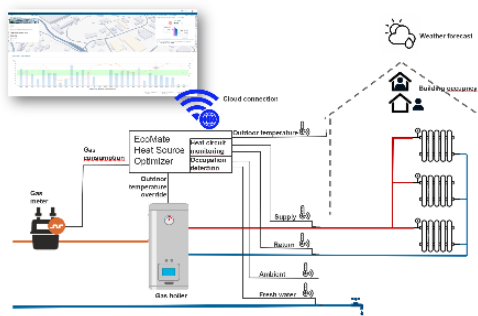 Weather forecast
Building occupancy
Cloud connection
Outdoor temperature
EcoMate
Heat Source
Optimizer
Heat circuit
monitoring
Occupation
detection
Gas
consumption
Outdoor
temperature
override
Gas
meter
Supply
Return
Ambient
Fresh water
Gas boiler